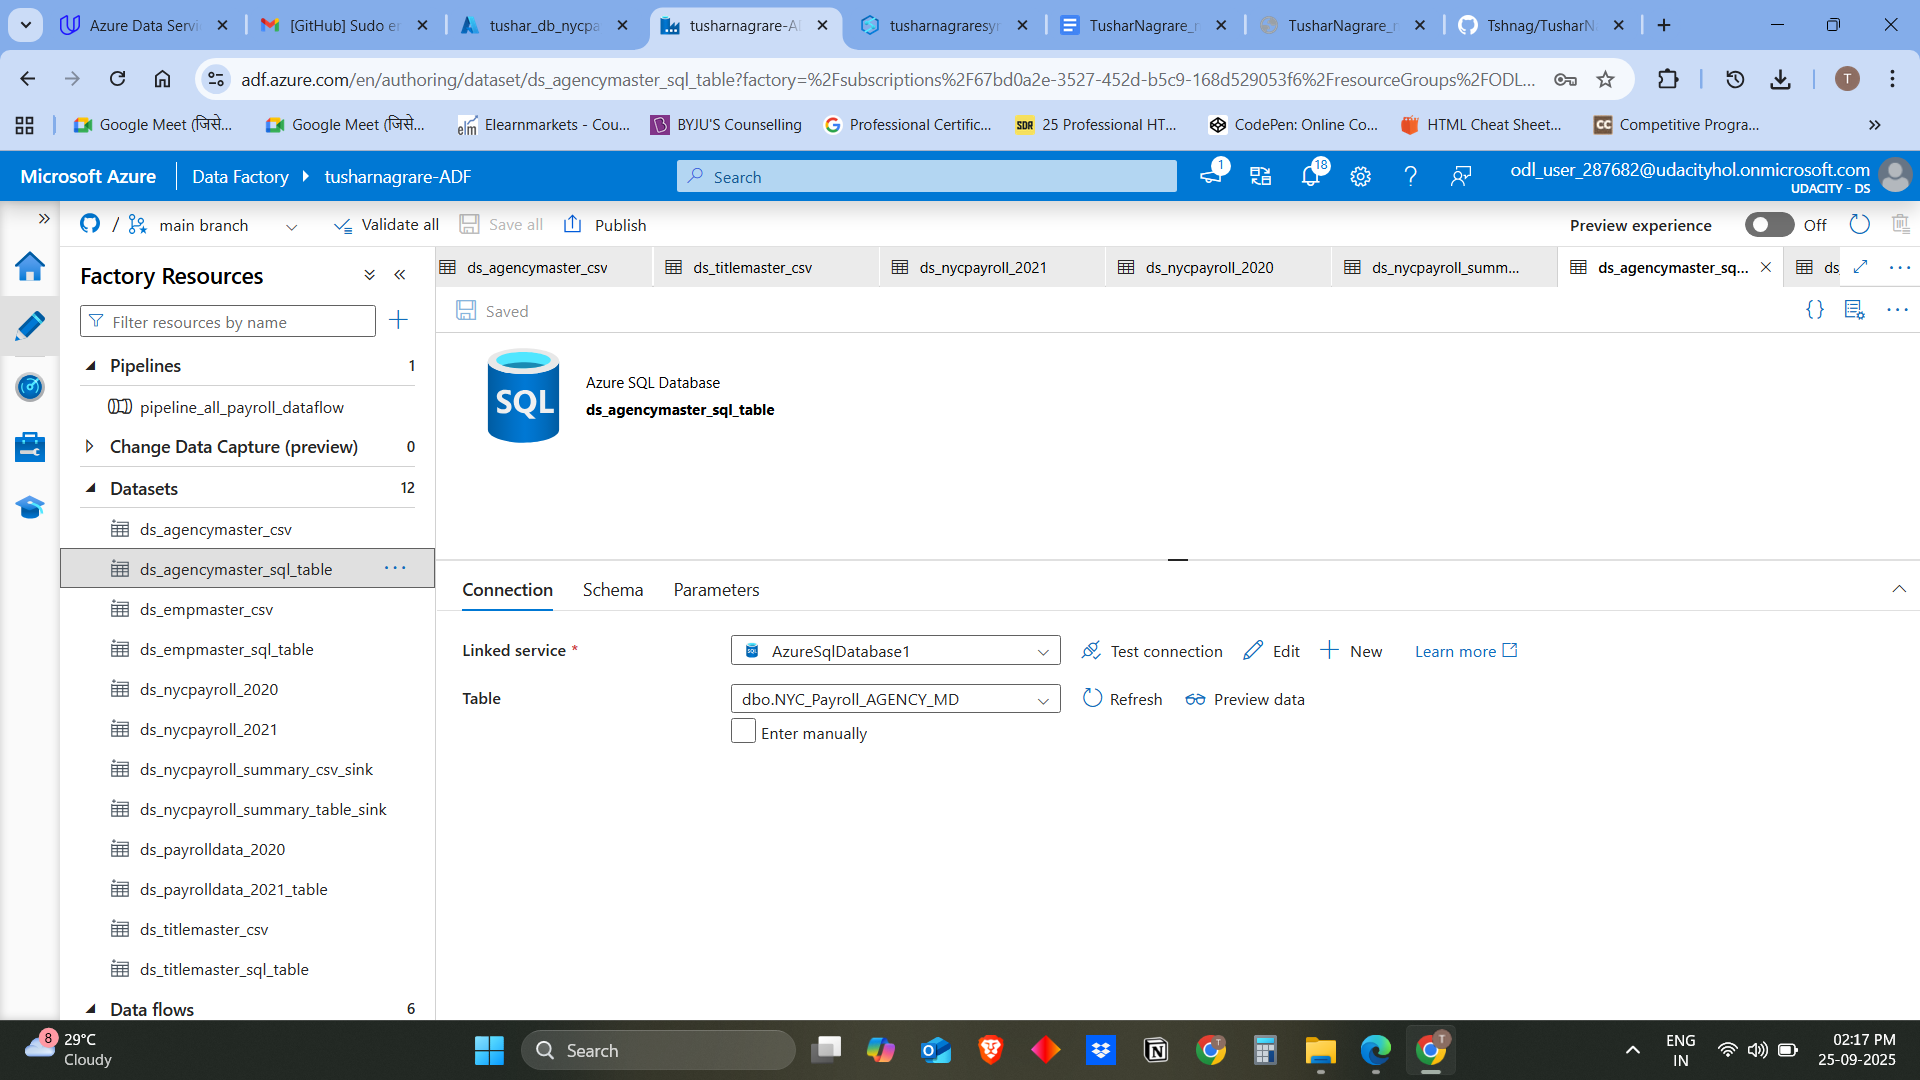 Azure Data Servi
[GitHub] Sudo er
tushar_db_nycpa
tusharnagrare-AI
tusharnagraresyn
TusharNagrare_r
TusharNagrare_r
Tshnag/TusharN
adf.azure.com/en/authoring/dataset/ds_agencymaster_sql_table?factory=%2Fsubscriptions%2F67bd0a2e-3527-452d-b5c9-168d529053f6%2FresourceGroups%2FODL...
T
Google Meet (जिसे...
Google Meet (जिसे...
elm Elearnmarkets - Cou...
BYJU'S Counselling
Professional Certific...
SDR 25 Professional HT...
CodePen: Online Co...
HTML Cheat Sheet...
CC Competitive Progra...
Microsoft Azure
Data Factory
tusharnagrare-ADF
Search
1
18
odl_user_287682@udacityhol.onmicrosoft.com
UDACITY - DS
/ main branch
Validate all
Save all
Publish
Preview experience
Off
Factory Resources
Filter resources by name
Pipelines 1
pipeline_all_payroll_dataflow
Change Data Capture (preview) 0
Datasets 12
ds_agencymaster_csv
ds_agencymaster_sql_table
ds_empmaster_csv
ds_empmaster_sql_table
ds_nycpayroll_2020
ds_nycpayroll_2021
ds_nycpayroll_summary_csv_sink
ds_nycpayroll_summary_table_sink
ds_payrolldata_2020
ds_payrolldata_2021_table
ds_titlemaster_csv
ds_titlemaster_sql_table
Data flows 6
ds_agencymaster_csv
ds_titlemaster_csv
ds_nycpayroll_2021
ds_nycpayroll_2020
ds_nycpayroll_summ...
ds_agencymaster_sq...
ds_
Saved
{}
SQL
Azure SQL Database
ds_agencymaster_sql_table
Connection
Schema
Parameters
Linked service *
AzureSqlDatabase1
Test connection
Edit
New
Learn more
Table
dbo.NYC_Payroll_AGENCY_MD
Refresh
Preview data
Enter manually
8
29°C
Cloudy
Search
ENG
IN
02:17 PM
25-09-2025